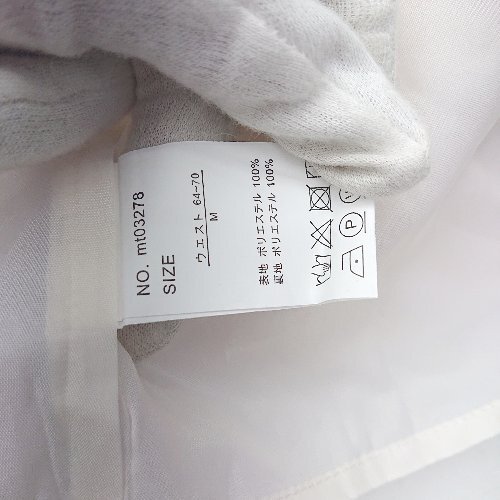 NO. mt03278
SIZE
ウエスト 64-70
M
表地 ポリエステル 100%
裏地 ポリエステル 100%
P